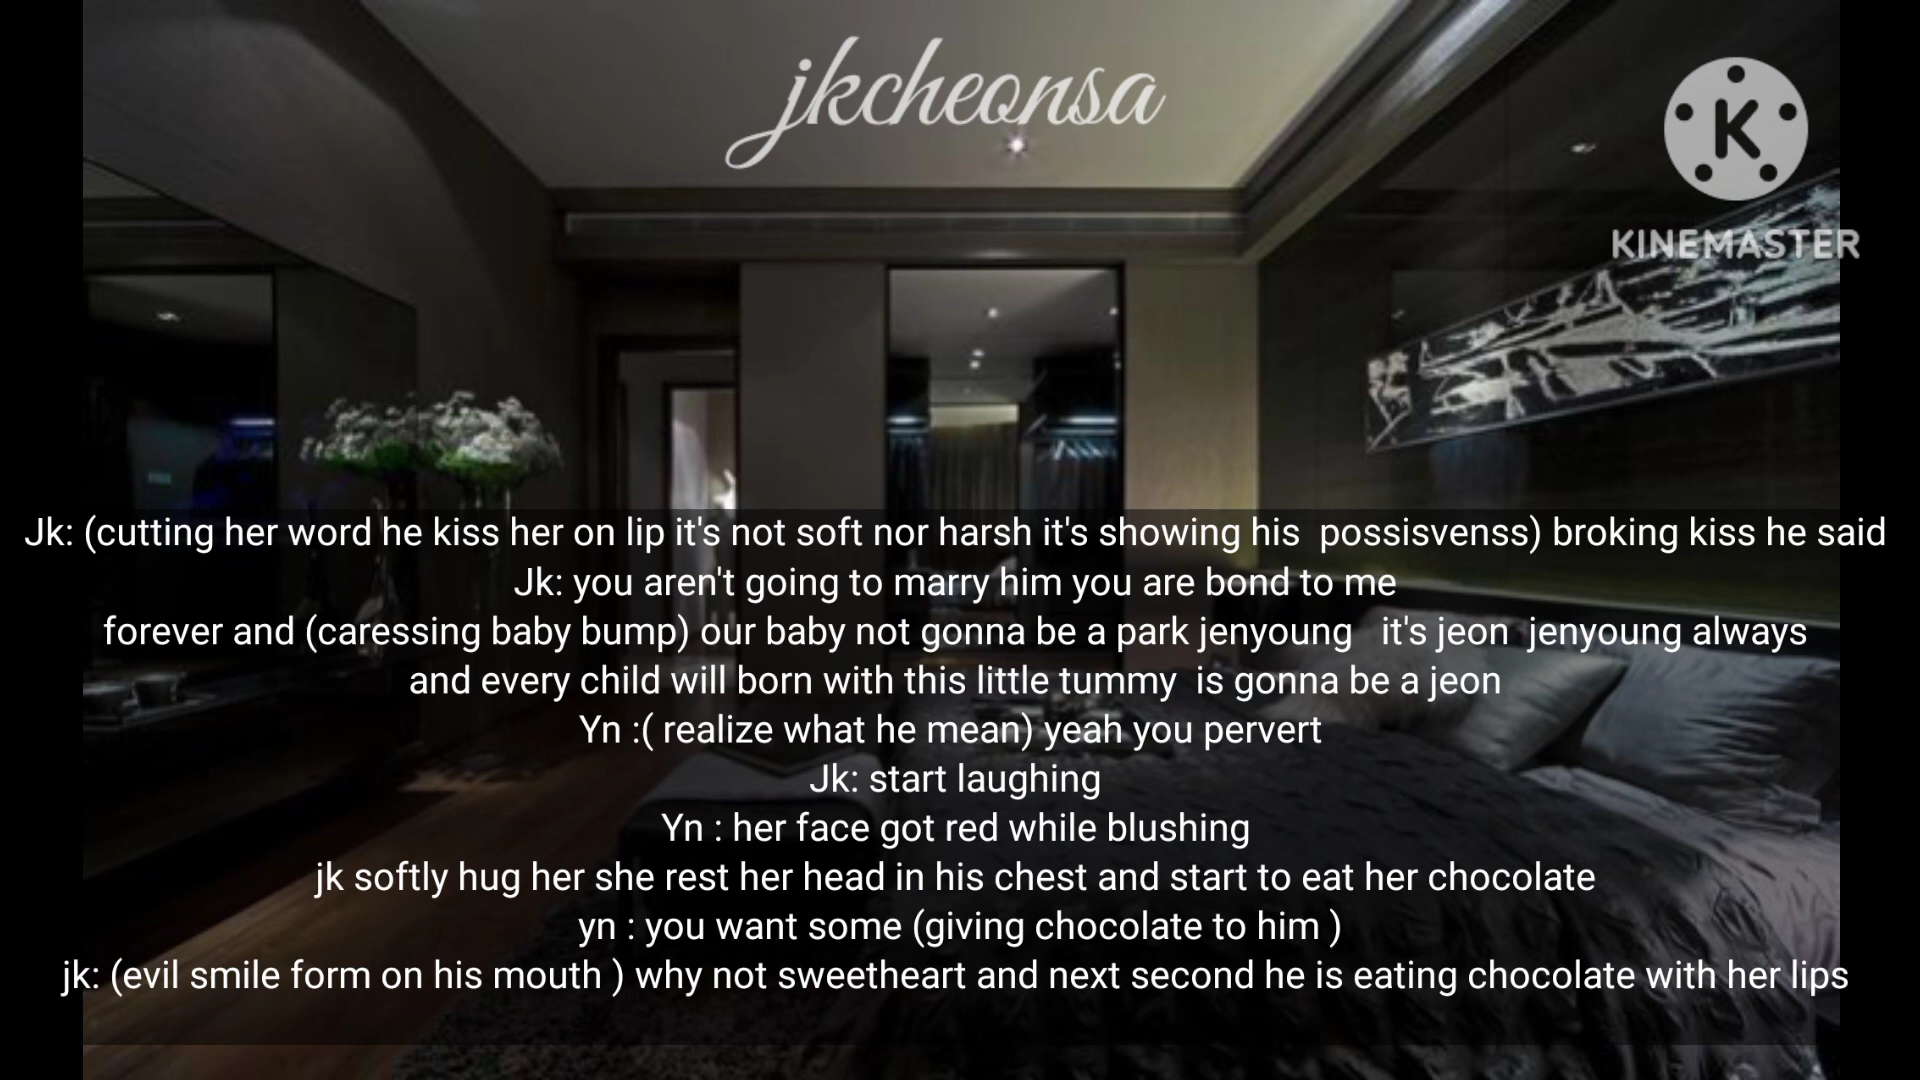 jkcheonsa
KINEMASTER
Jk: (cutting her word he kiss her on lip it's not soft nor harsh it's showing his  possisvenss) broking kiss he said
Jk: you aren't going to marry him you are bond to me
forever and (caressing baby bump) our baby not gonna be a park jenyoung   it's jeon  jenyoung always
and every child will born with this little tummy  is gonna be a jeon
Yn :( realize what he mean) yeah you pervert
Jk: start laughing
Yn : her face got red while blushing
jk softly hug her she rest her head in his chest and start to eat her chocolate
yn : you want some (giving chocolate to him )
jk: (evil smile form on his mouth ) why not sweetheart and next second he is eating chocolate with her lips